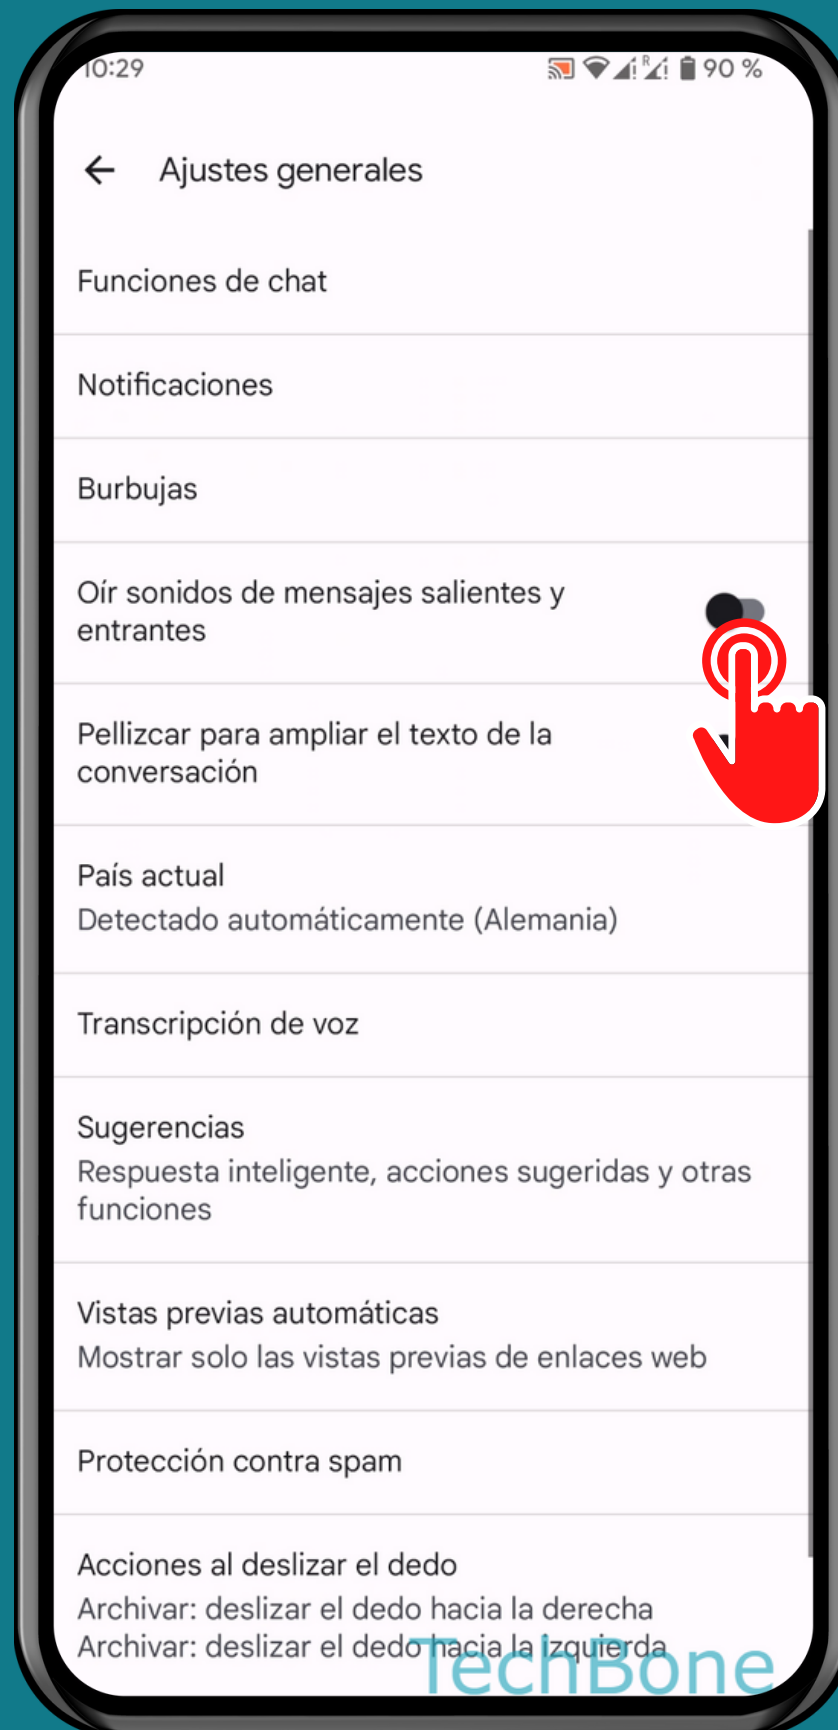 10:29
R
90 %
Ajustes generales
Funciones de chat
Notificaciones
Burbujas
Oír sonidos de mensajes salientes y
entrantes
Pellizcar para ampliar el texto de la
conversación
País actual
Detectado automáticamente (Alemania)
Transcripción de voz
Sugerencias
Respuesta inteligente, acciones sugeridas y otras
funciones
Vistas previas automáticas
Mostrar solo las vistas previas de enlaces web
Protección contra spam
Acciones al deslizar el dedo
Archivar: deslizar el dedo hacia la derecha
Archivar: deslizar el dedo hacia la izquierda
TechBone